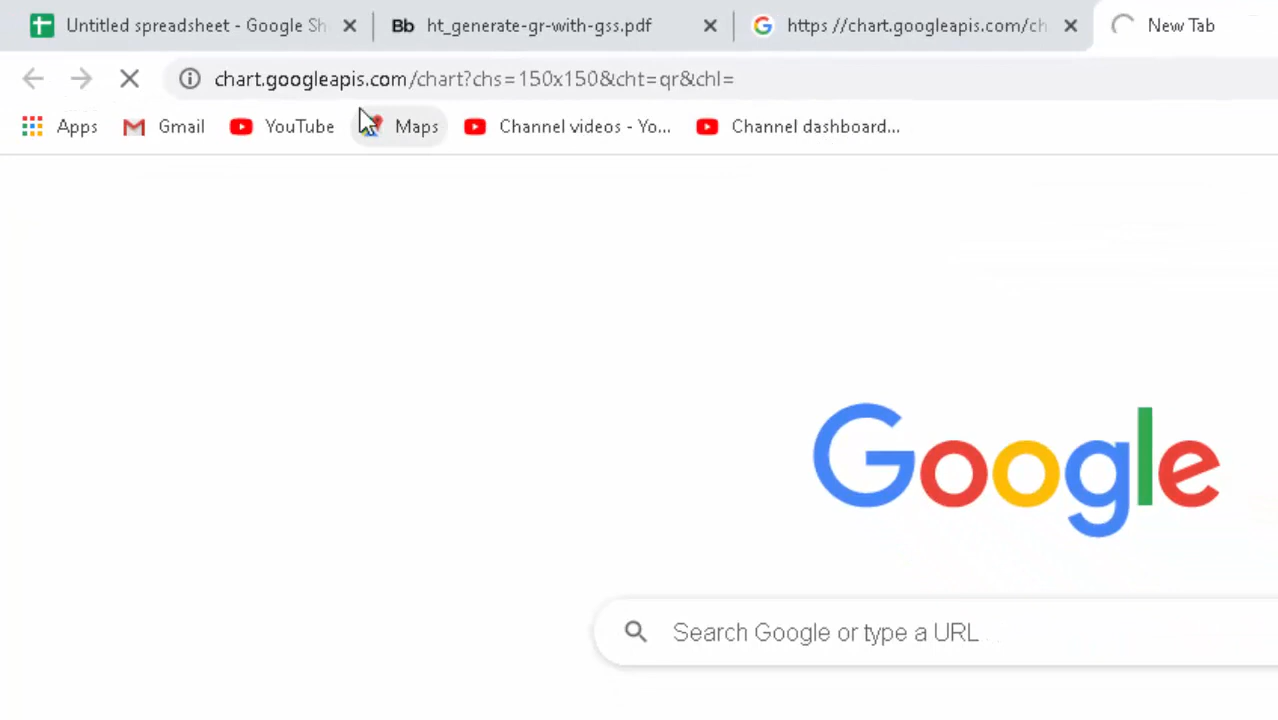 Untitled spreadsheet - Google Sh
Bb ht_generate-gr-with-gss.pdf
https //chart.googleapis.com/ch
New Tab
chart.googleapis.com/chart?chs=150x150&cht=qr&chl=
Apps Gmail YouTube Maps Channel videos - Yo... Channel dashboard...
Google
Search Google or type a URL